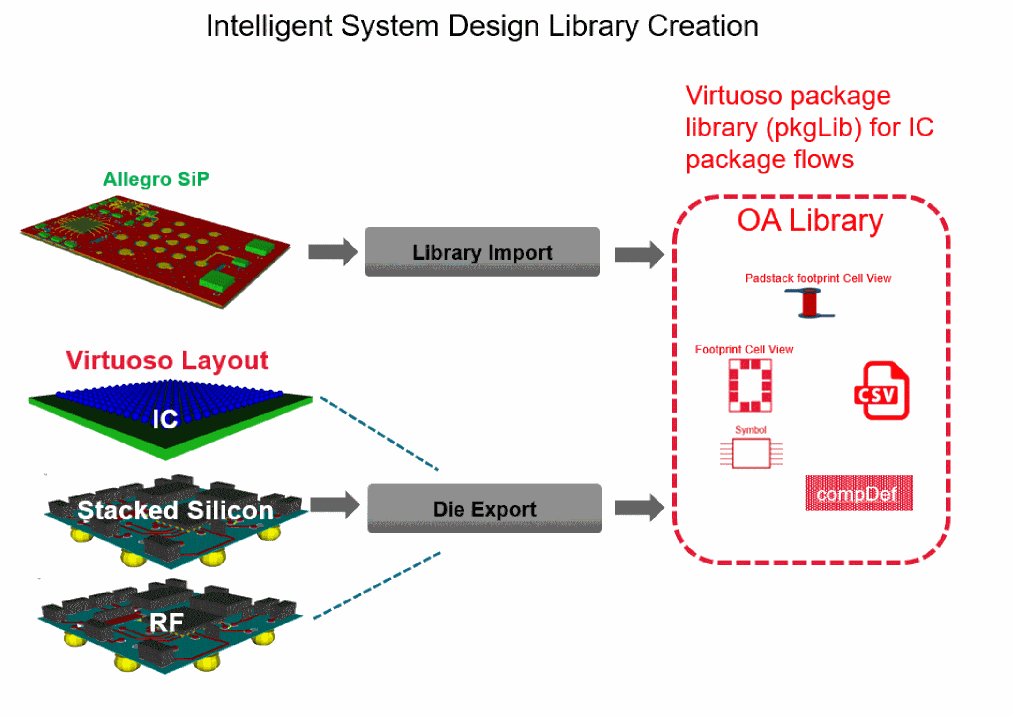 Intelligent System Design Library Creation
Virtuoso package
library (pkgLib) for IC
package flows
Allegro SiP
Library Import
OA Library
Padstack footprint Cell View
Footprint Cell View
CSV
Symbol
compDef
Virtuoso Layout
IC
Stacked Silicon
Die Export
RF